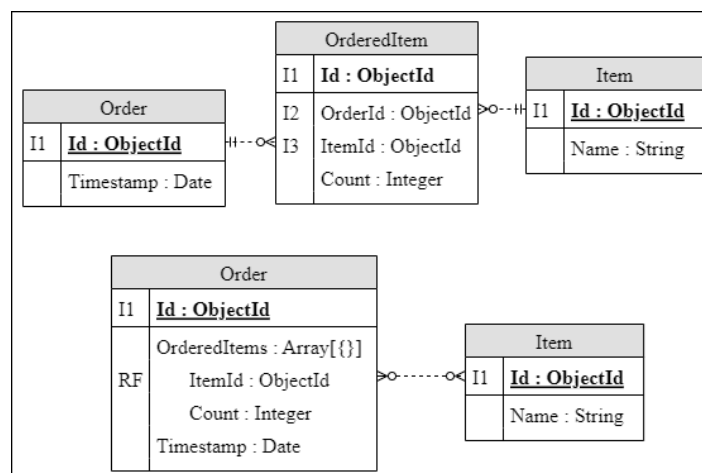 OrderedItem
I1 Id : ObjectId
I2 OrderId : ObjectId
I3 ItemId : ObjectId
Count : Integer
Order
I1 Id : ObjectId
Timestamp : Date
Item
I1 Id : ObjectId
Name : String
Order
I1 Id : ObjectId
OrderedItems : Array[{}]
RF ItemId : ObjectId
Count : Integer
Timestamp : Date
Item
I1 Id : ObjectId
Name : String